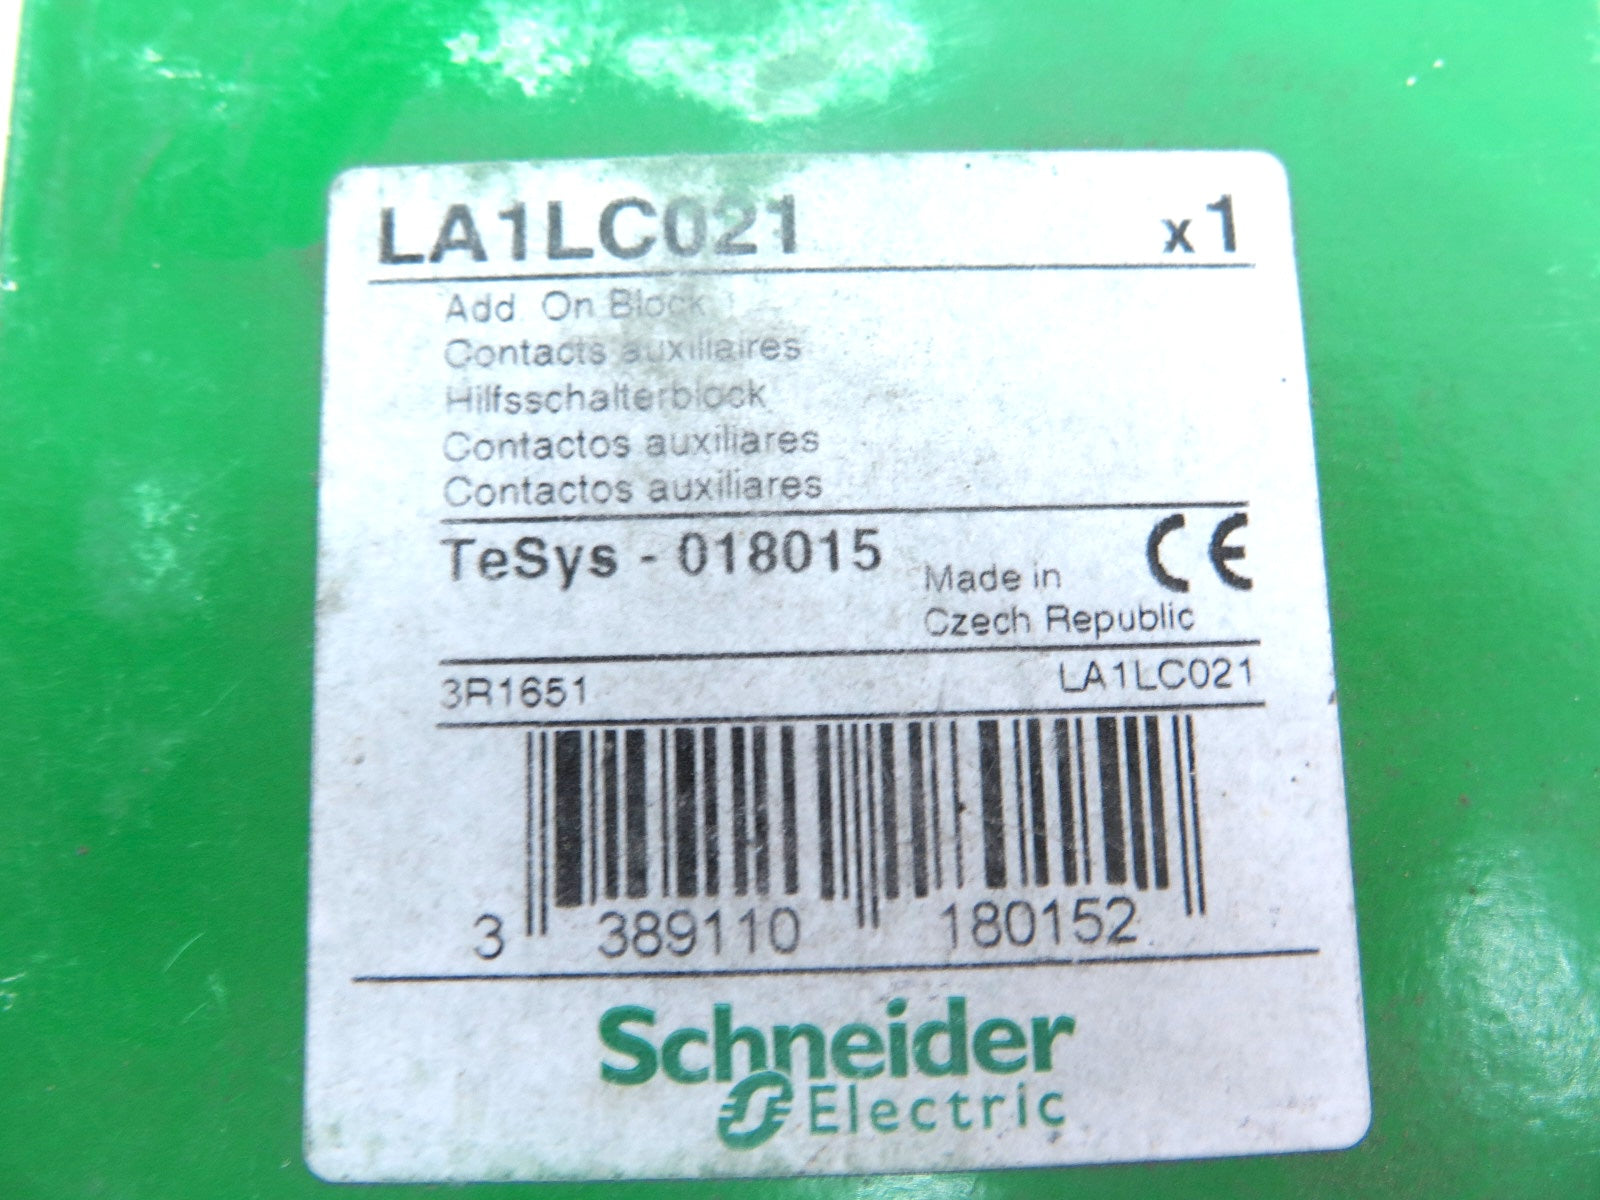 LA1LC021 x1
Add. On Block
Contacts auxiliaires
Hilfsschalterblock
Contactos auxiliares
Contactos auxiliares
TeSys - 018015 CE
Made in
Czech Republic
3R1651 LA1LC021
3 389110 180152
Schneider
Electric